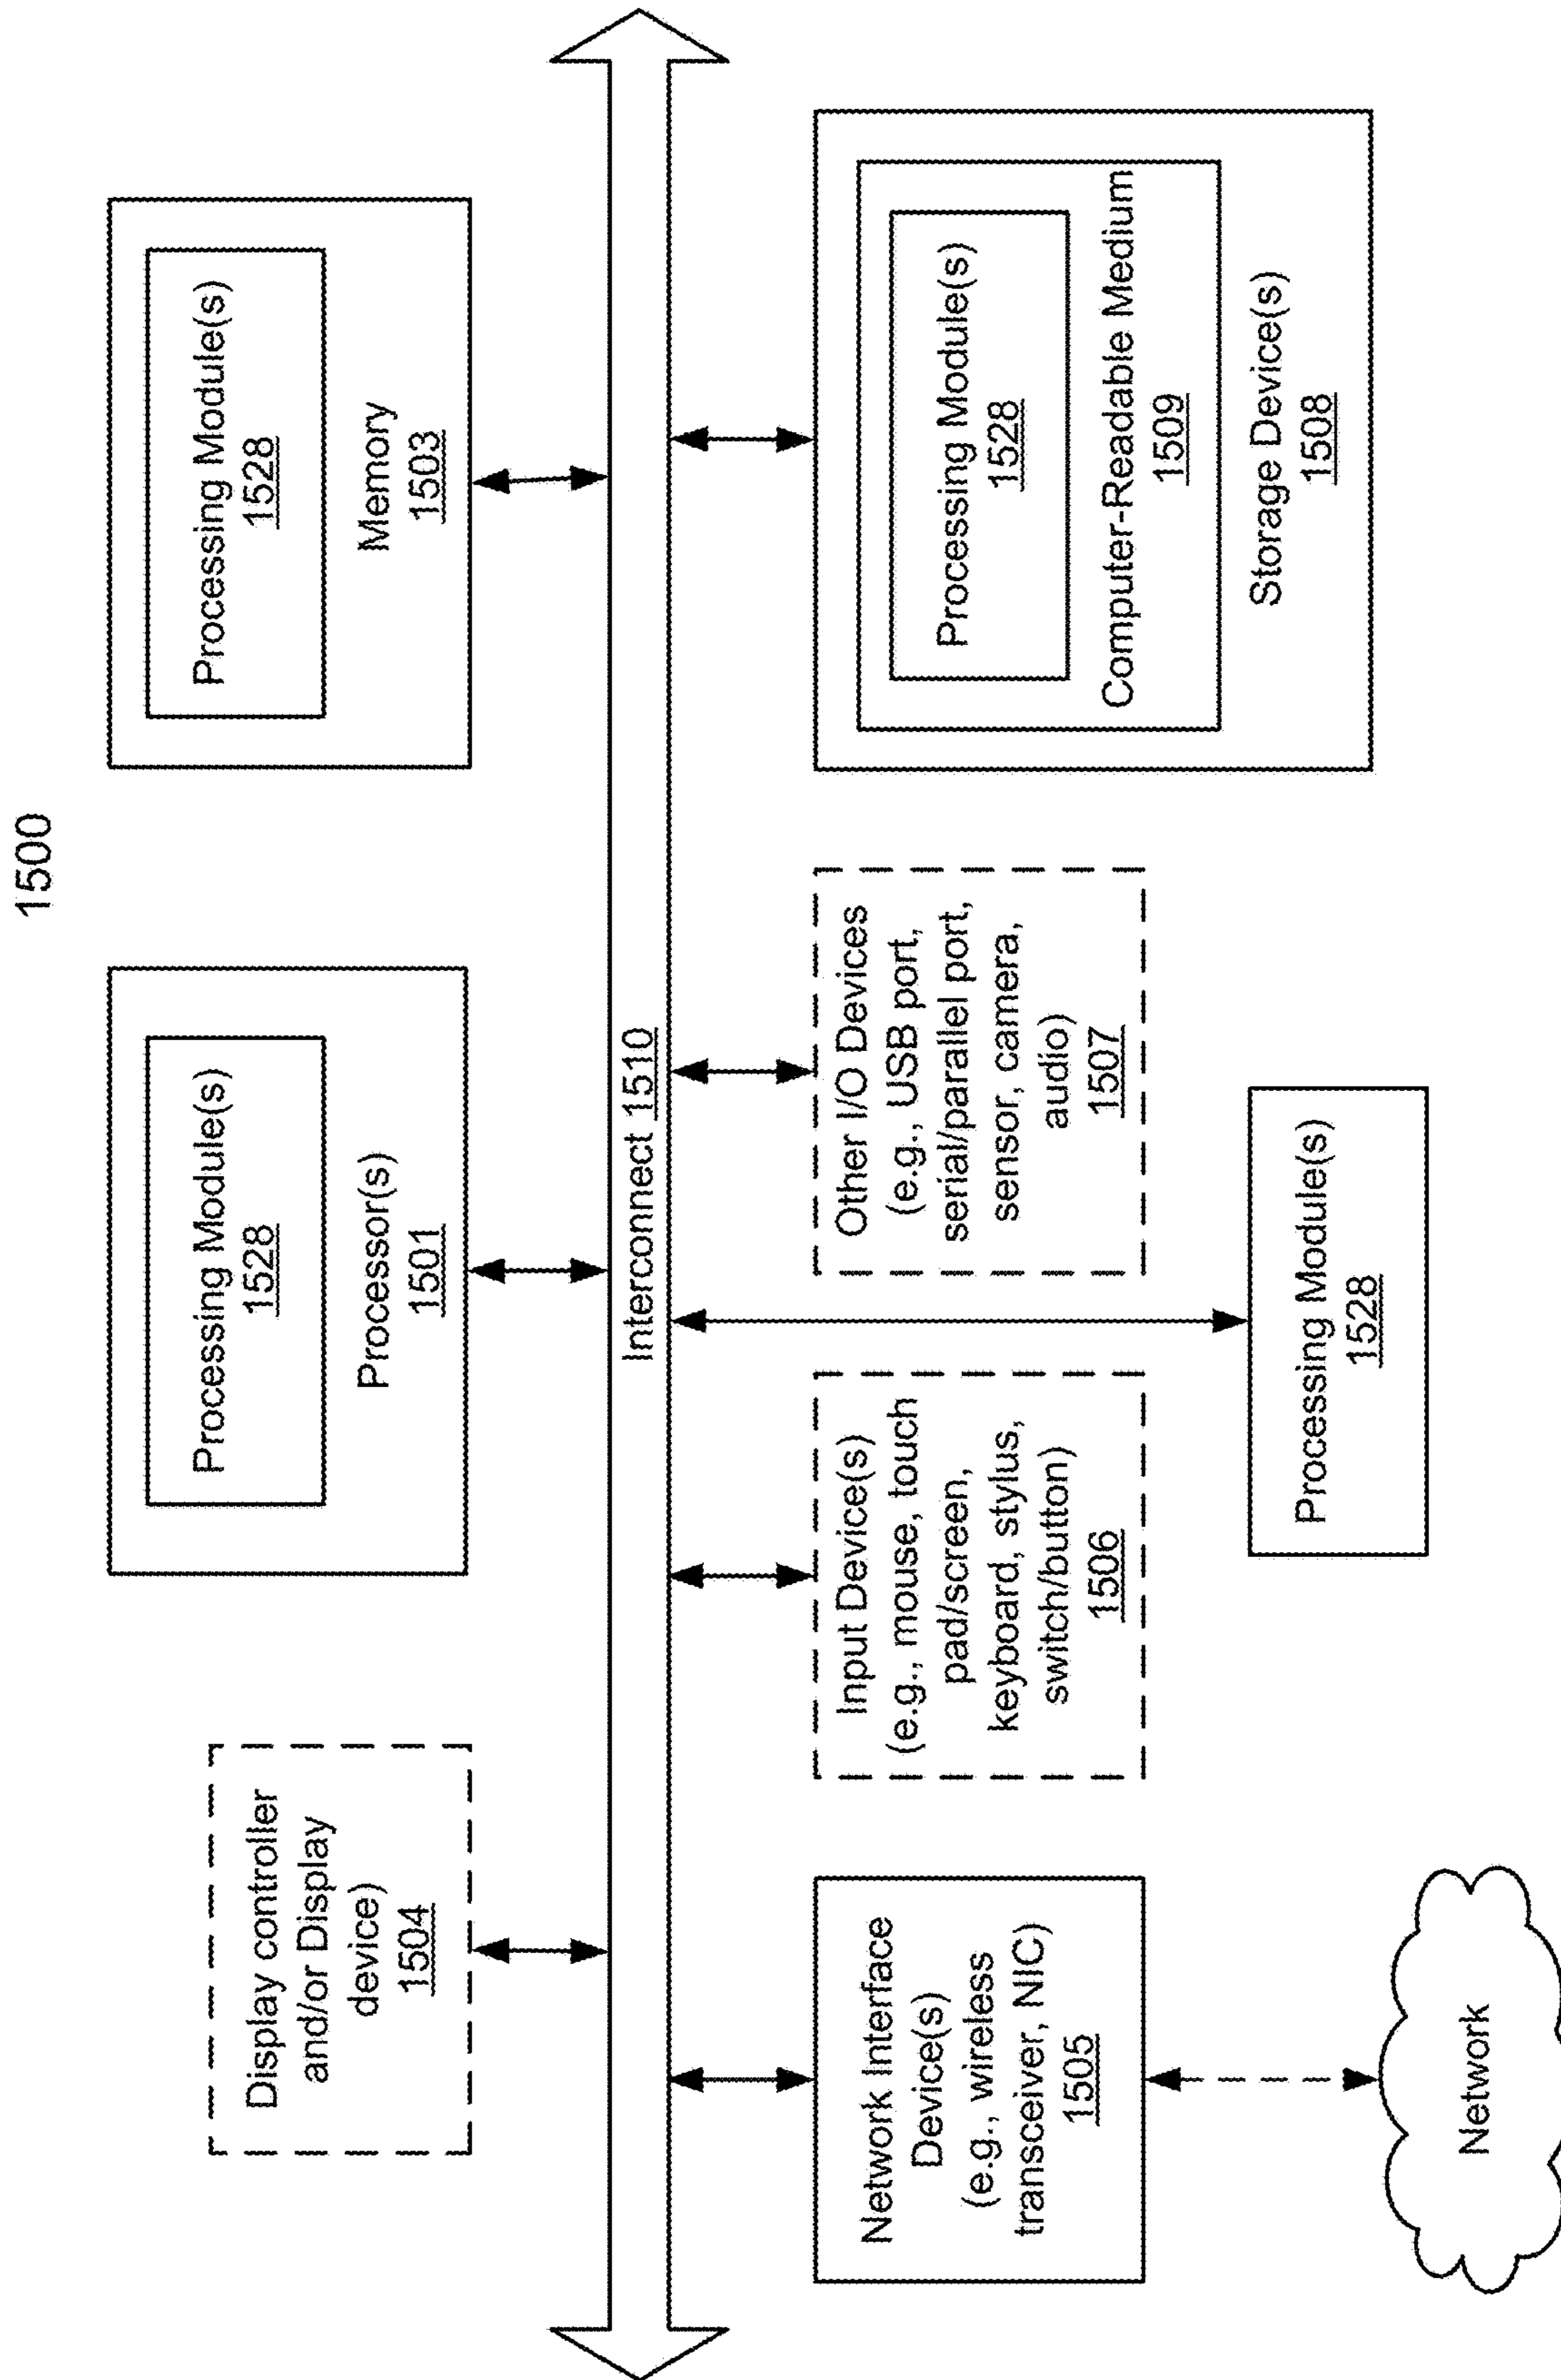 1500
Display controller
and/or Display
device)
1504
Processing Module(s)
1528
Processor(s)
1501
Processing Module(s)
1528
Memory
1503
Interconnect 1510
Network Interface
Device(s)
(e.g., wireless
transceiver, NIC)
1505
Input Device(s)
(e.g., mouse, touch
pad/screen,
keyboard, stylus,
switch/button)
1506
Other I/O Devices
(e.g., USB port,
serial/parallel port,
sensor, camera,
audio)
1507
Processing Module(s)
1528
Computer-Readable Medium
1509
Storage Device(s)
1508
Processing Module(s)
1528
Network